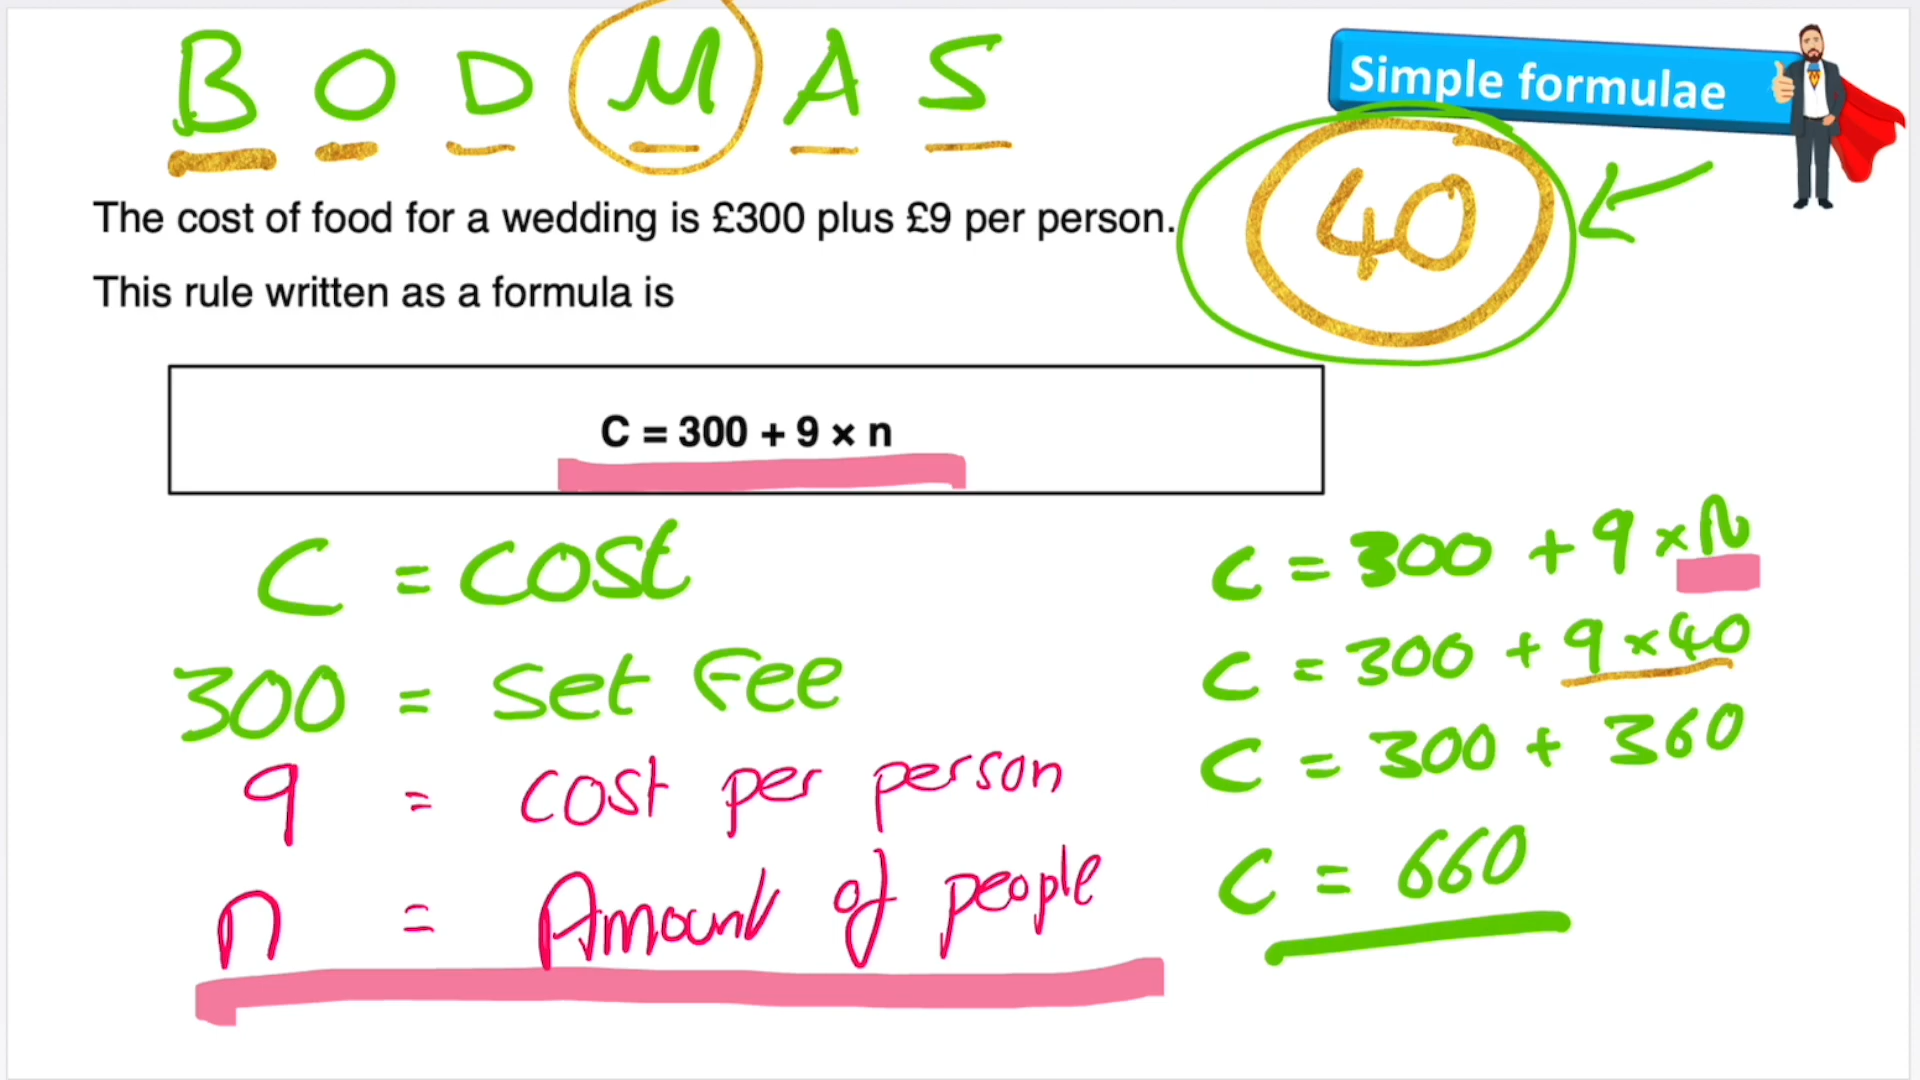 B O D M A S
Simple formulae
40
The cost of food for a wedding is £300 plus £9 per person.
This rule written as a formula is
C = 300 + 9 × n
C = COST
300 = Set Fee
9 = cost per person
n = Amount of people
C = 300 + 9 × n
C = 300 + 9 × 40
C = 300 + 360
C = 660